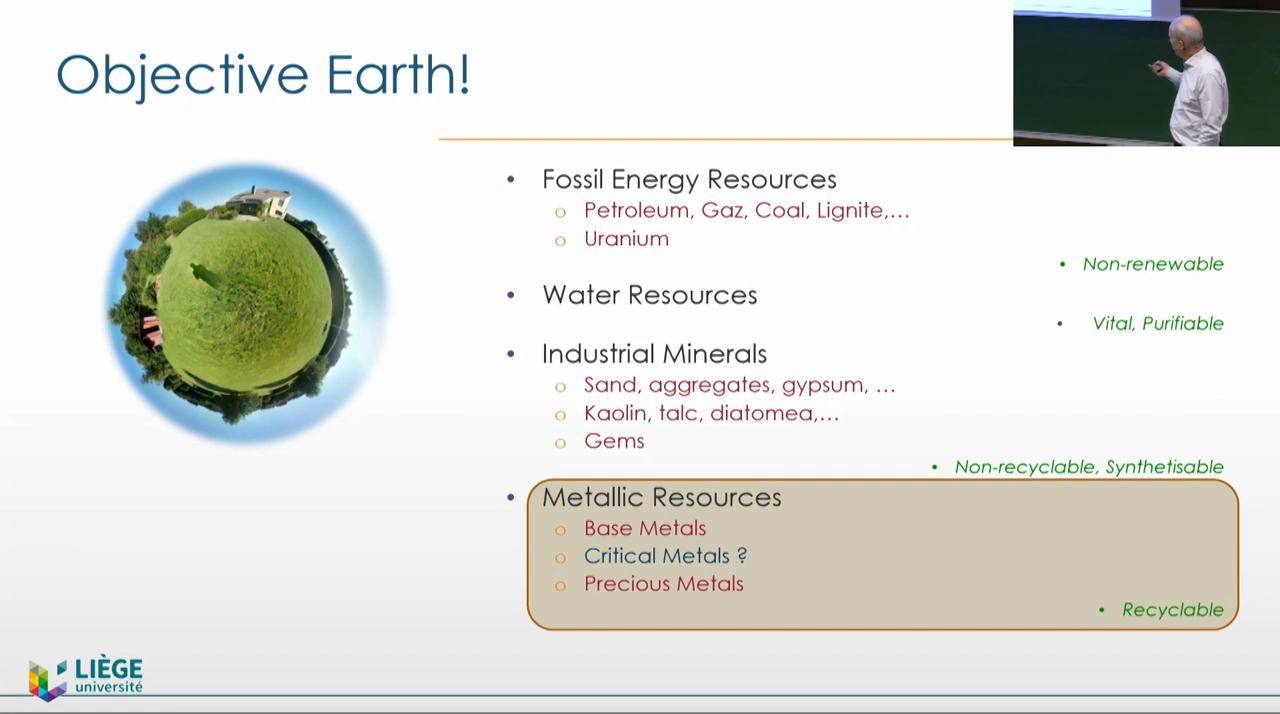 Objective Earth!
• Fossil Energy Resources
o Petroleum, Gaz, Coal, Lignite,…
o Uranium
• Non-renewable
• Water Resources
• Vital, Purifiable
• Industrial Minerals
o Sand, aggregates, gypsum, …
o Kaolin, talc, diatomea,…
o Gems
• Non-recyclable, Synthetisable
• Metallic Resources
o Base Metals
o Critical Metals ?
o Precious Metals
• Recyclable
LIÈGE
université